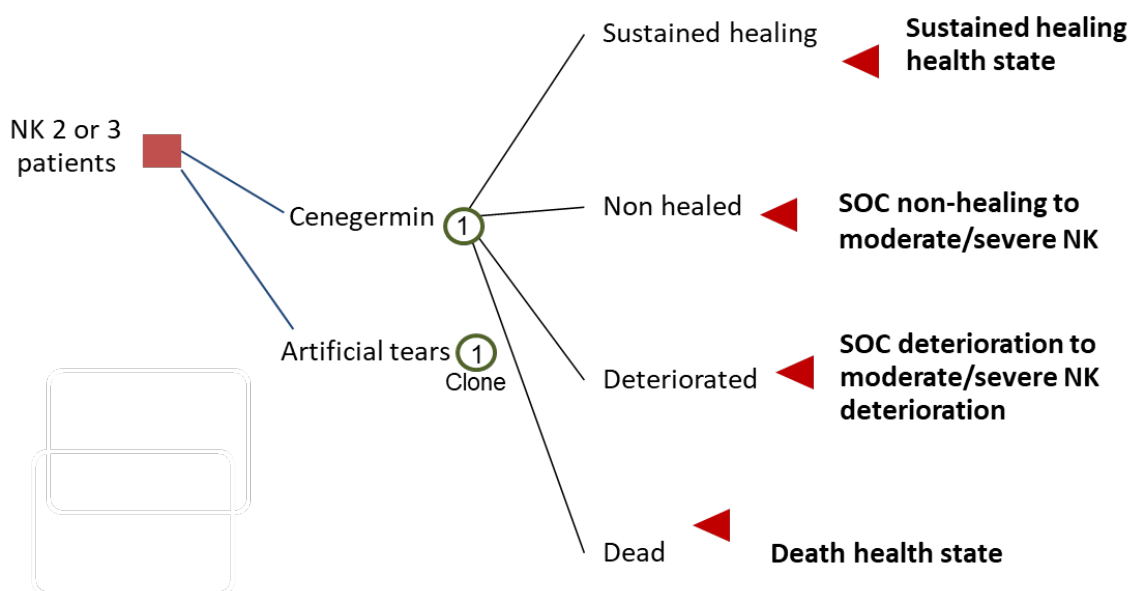 Sustained healing
Sustained healing
health state
NK 2 or 3
patients
Cenegermin
1
Non healed
SOC non-healing to
moderate/severe NK
Artificial tears
1
Clone
Deteriorated
SOC deterioration to
moderate/severe NK
deterioration
Dead
Death health state